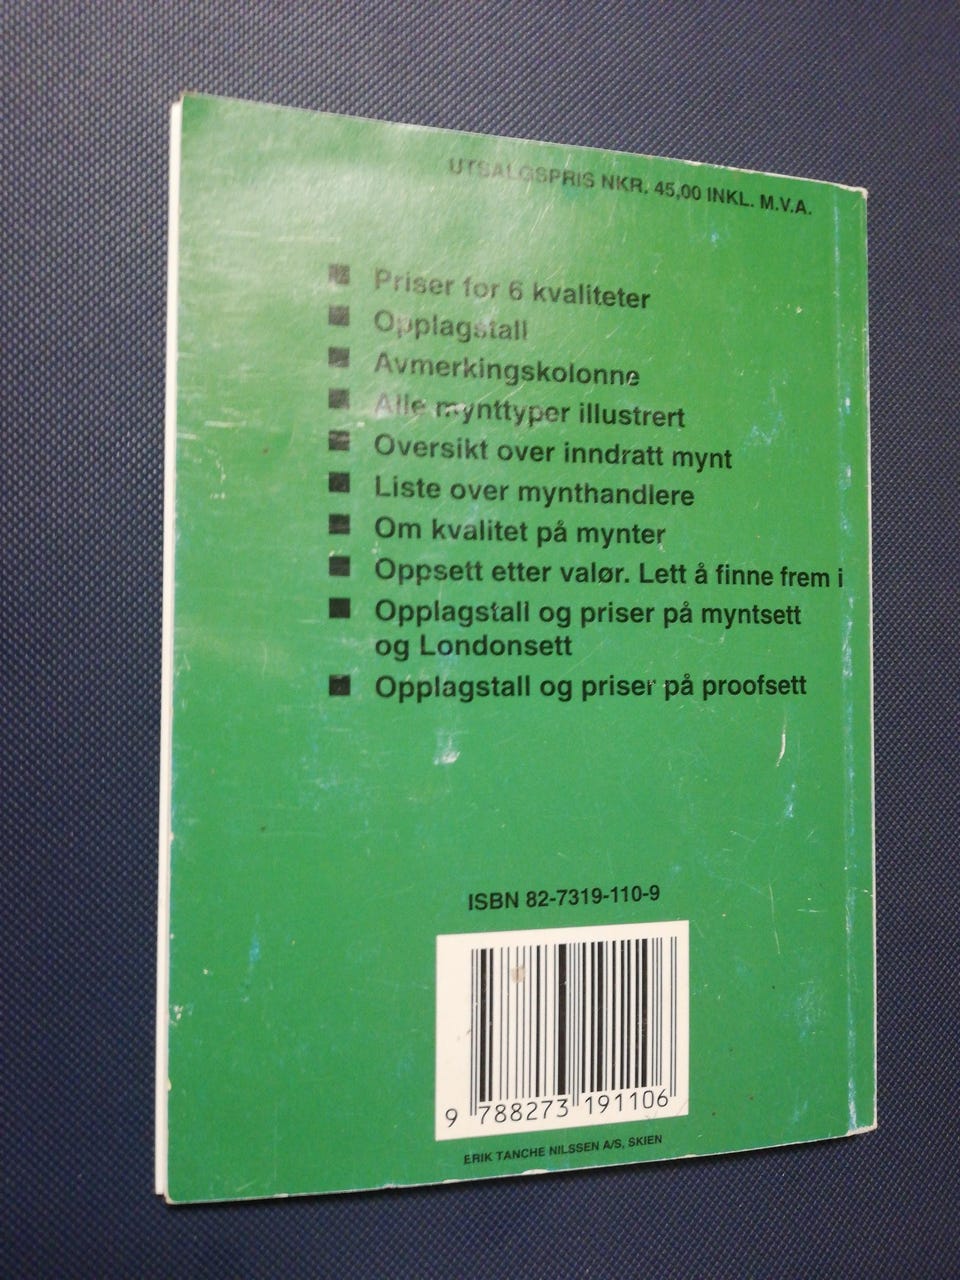 UTSALGSPRIS NKR. 45,00 INKL. M.V.A.
Priser for 6 kvaliteter
Opplagstall
Avmerkingskolonne
Alle mynttyper illustrert
Oversikt over inndratt mynt
Liste over mynthandlere
Om kvalitet på mynter
Oppsett etter valør. Lett å finne frem i
Opplagstall og priser på myntsett
og Londonsett
Opplagstall og priser på proofsett
ISBN 82-7319-110-9
9 788273 191106
ERIK TANCHE NILSSEN A/S, SKIEN